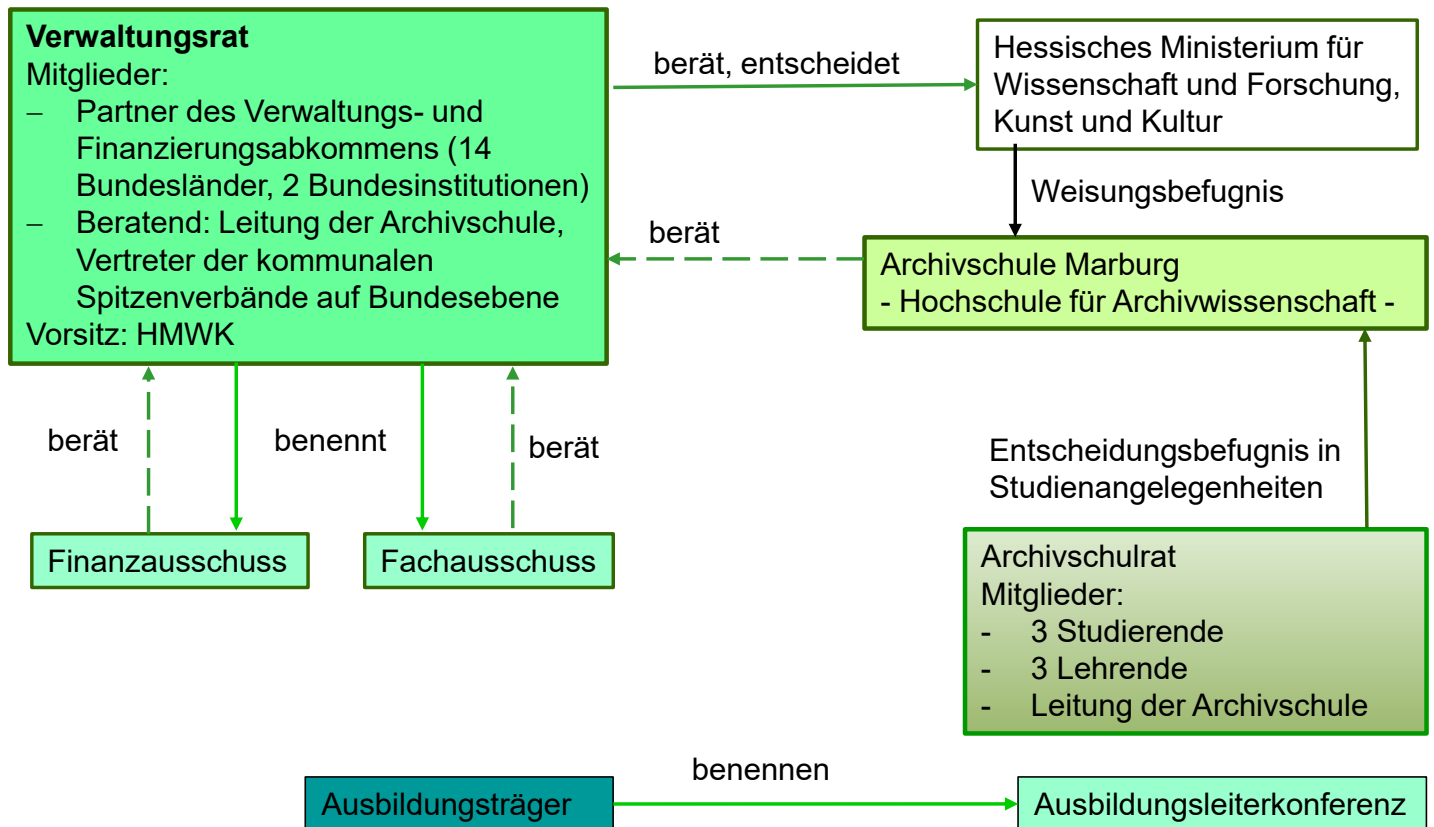 Verwaltungsrat
Mitglieder:
– Partner des Verwaltungs- und
Finanzierungsabkommens (14
Bundesländer, 2 Bundesinstitutionen)
– Beratend: Leitung der Archivschule,
Vertreter der kommunalen
Spitzenverbände auf Bundesebene
Vorsitz: HMWK
berät, entscheidet
Hessisches Ministerium für
Wissenschaft und Forschung,
Kunst und Kultur
Weisungsbefugnis
berät
Archivschule Marburg
- Hochschule für Archivwissenschaft -
berät
benennt
berät
Entscheidungsbefugnis in
Studienangelegenheiten
Finanzausschuss
Fachausschuss
Archivschulrat
Mitglieder:
- 3 Studierende
- 3 Lehrende
- Leitung der Archivschule
benennen
Ausbildungsträger
Ausbildungsleiterkonferenz